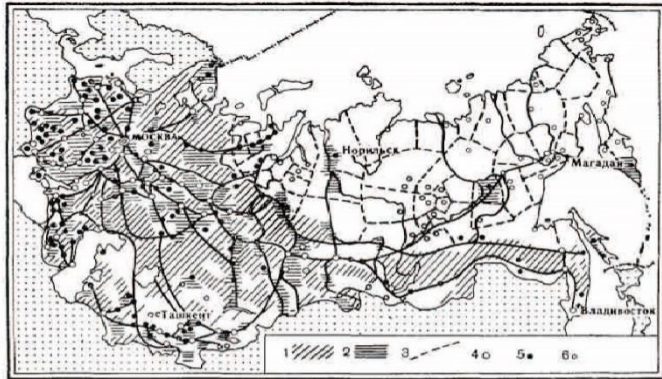 МОСКВА
Норильск
Магадан
Ташкент
Владивосток
1 2 3 4 5 6